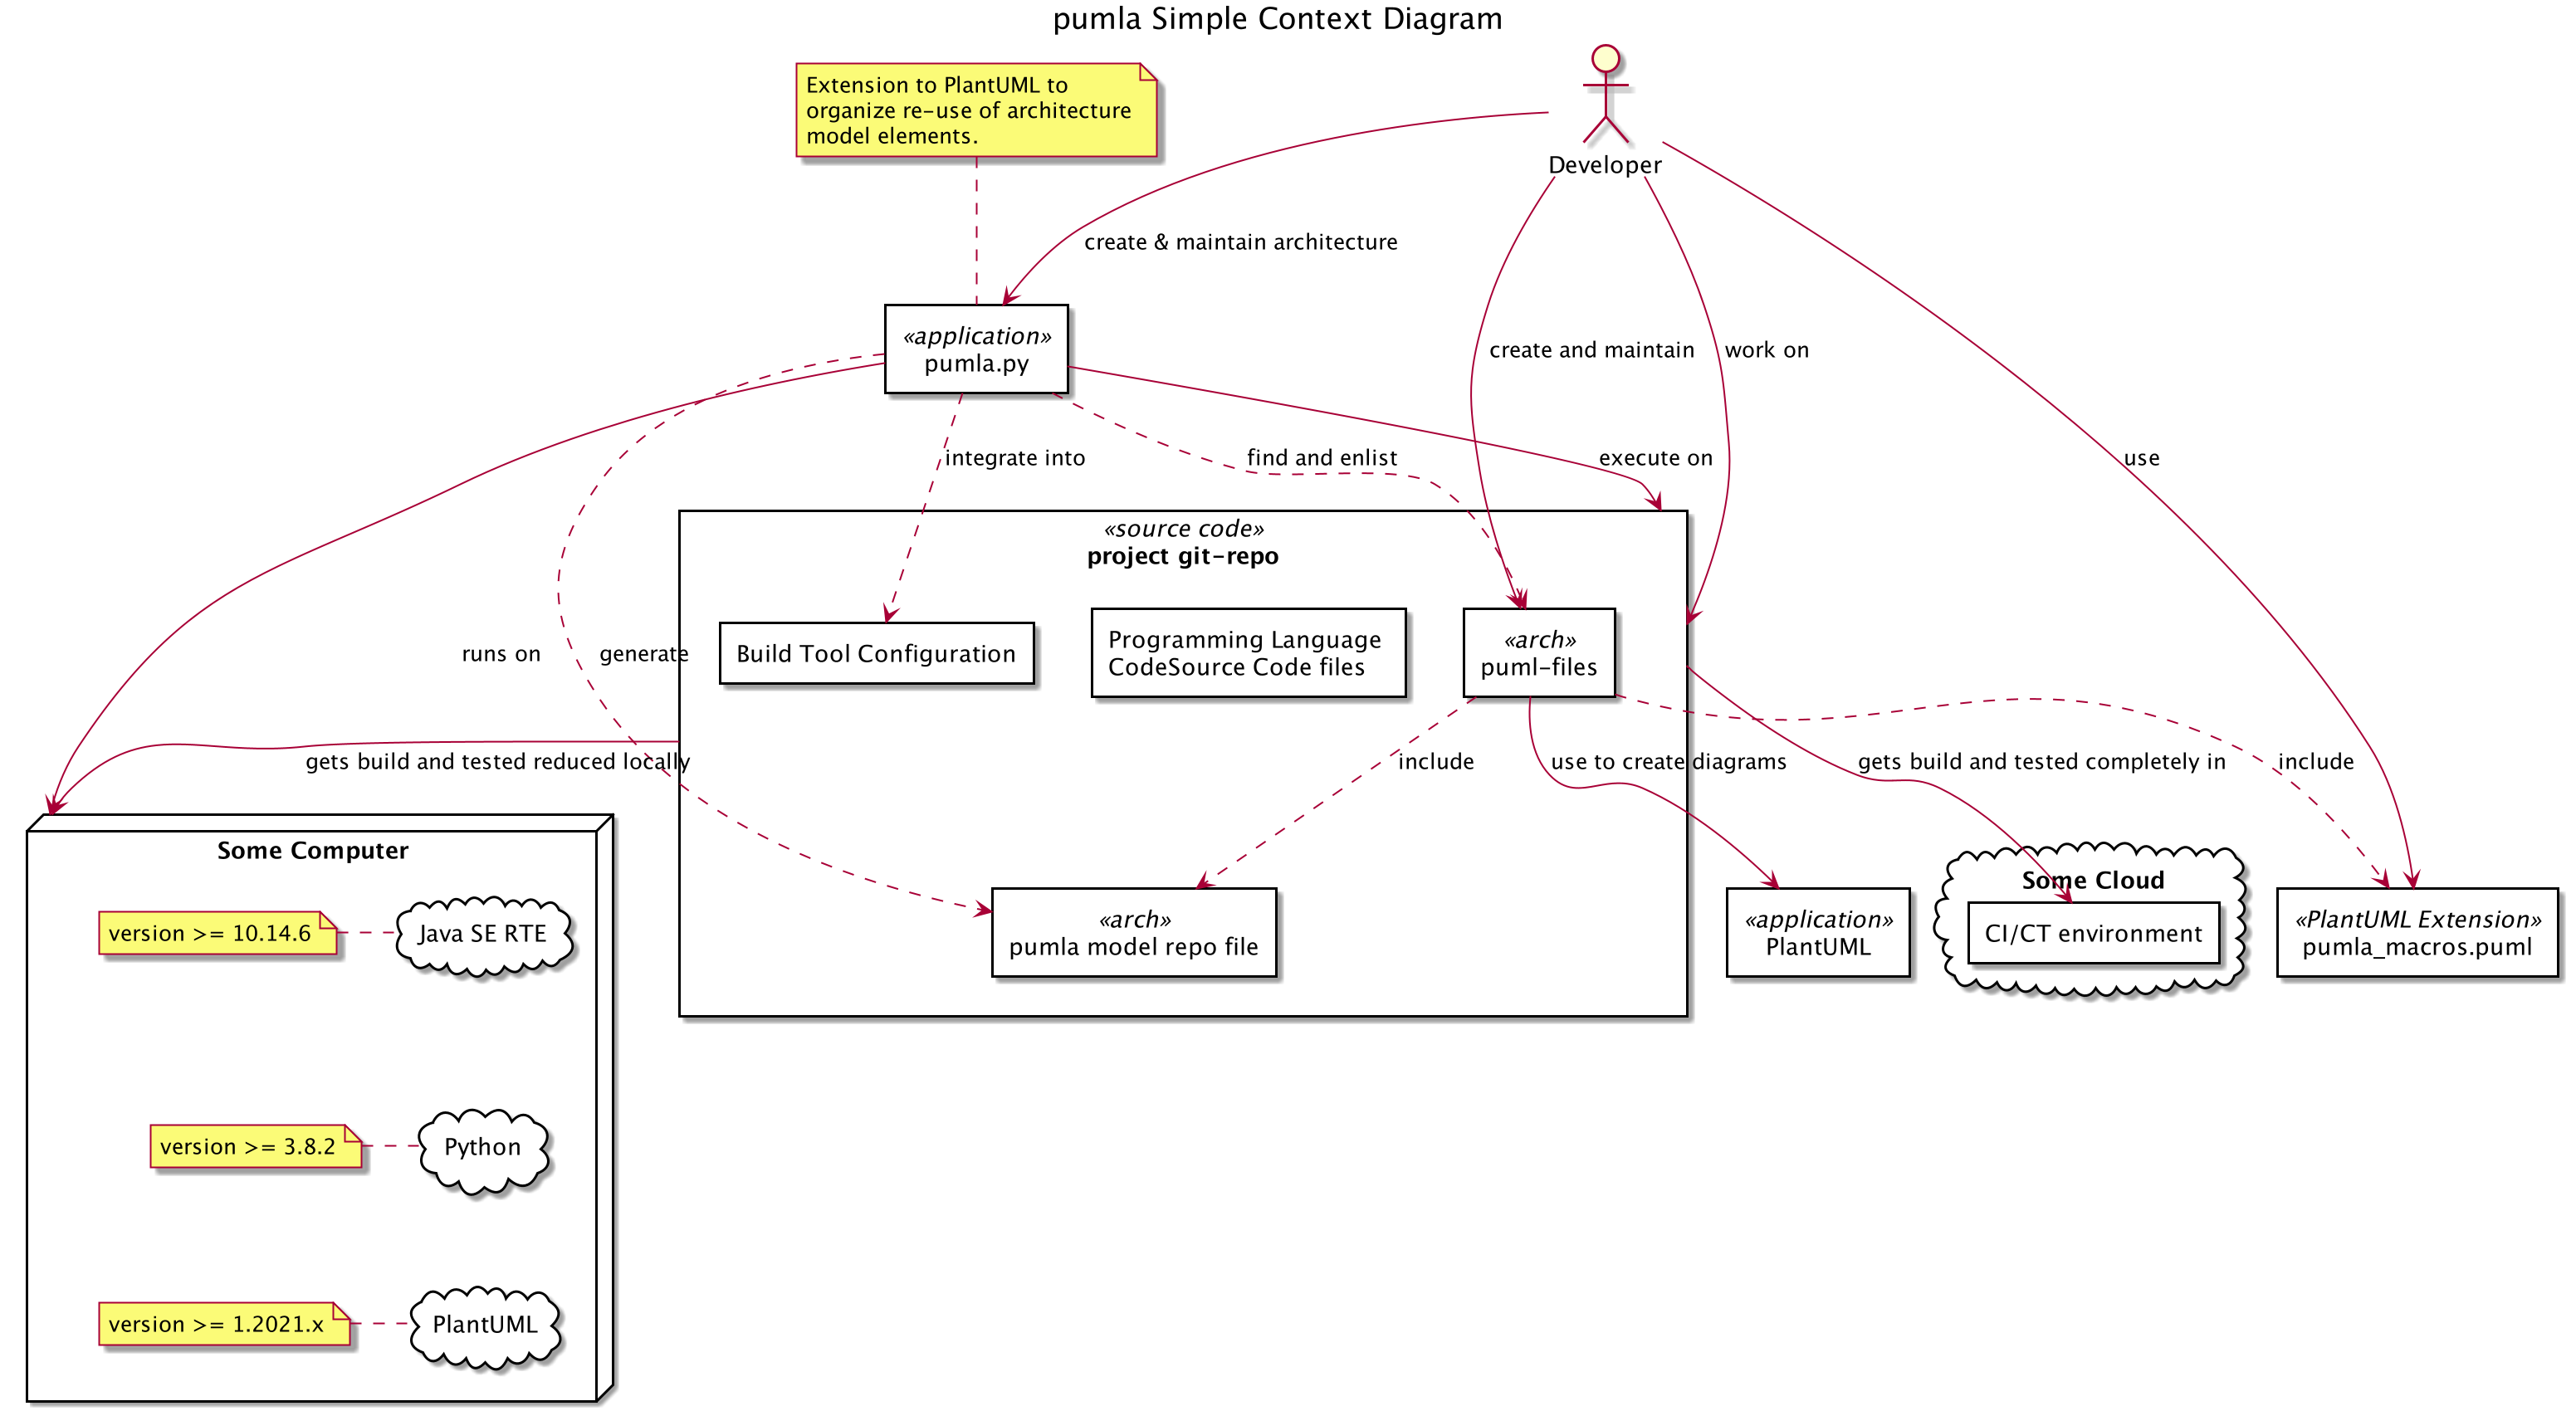 pumla Simple Context Diagram
Extension to PlantUML to
organize re-use of architecture
model elements.
Developer
create & maintain architecture
«application»
pumla.py
create and maintain
work on
integrate into
find and enlist
execute on
use
«source code»
project git-repo
runs on
generate
Build Tool Configuration
Programming Language
CodeSource Code files
«arch»
puml-files
gets build and tested reduced locally
include
use to create diagrams
gets build and tested completely in
include
Some Computer
version >= 10.14.6
Java SE RTE
«arch»
pumla model repo file
«application»
PlantUML
Some Cloud
CI/CT environment
«PlantUML Extension»
pumla_macros.puml
version >= 3.8.2
Python
version >= 1.2021.x
PlantUML